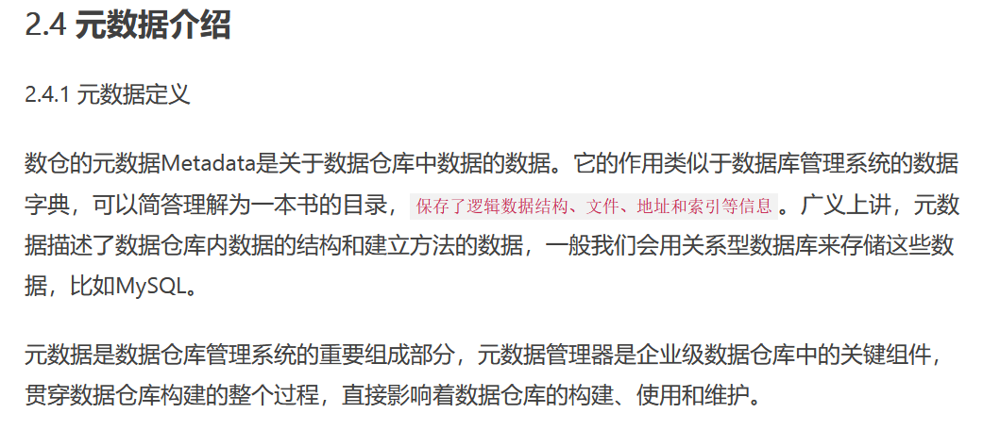 2.4 元数据介绍
2.4.1 元数据定义
数仓的元数据Metadata是关于数据仓库中数据的数据。它的作用类似于数据库管理系统的数据
字典，可以简答理解为一本书的目录，保存了逻辑数据结构、文件、地址和索引等信息。广义上讲，元数
据描述了数据仓库内数据的结构和建立方法的数据，一般我们会用关系型数据库来存储这些数
据，比如MySQL。
元数据是数据仓库管理系统的重要组成部分，元数据管理器是企业级数据仓库中的关键组件，
贯穿数据仓库构建的整个过程，直接影响着数据仓库的构建、使用和维护。